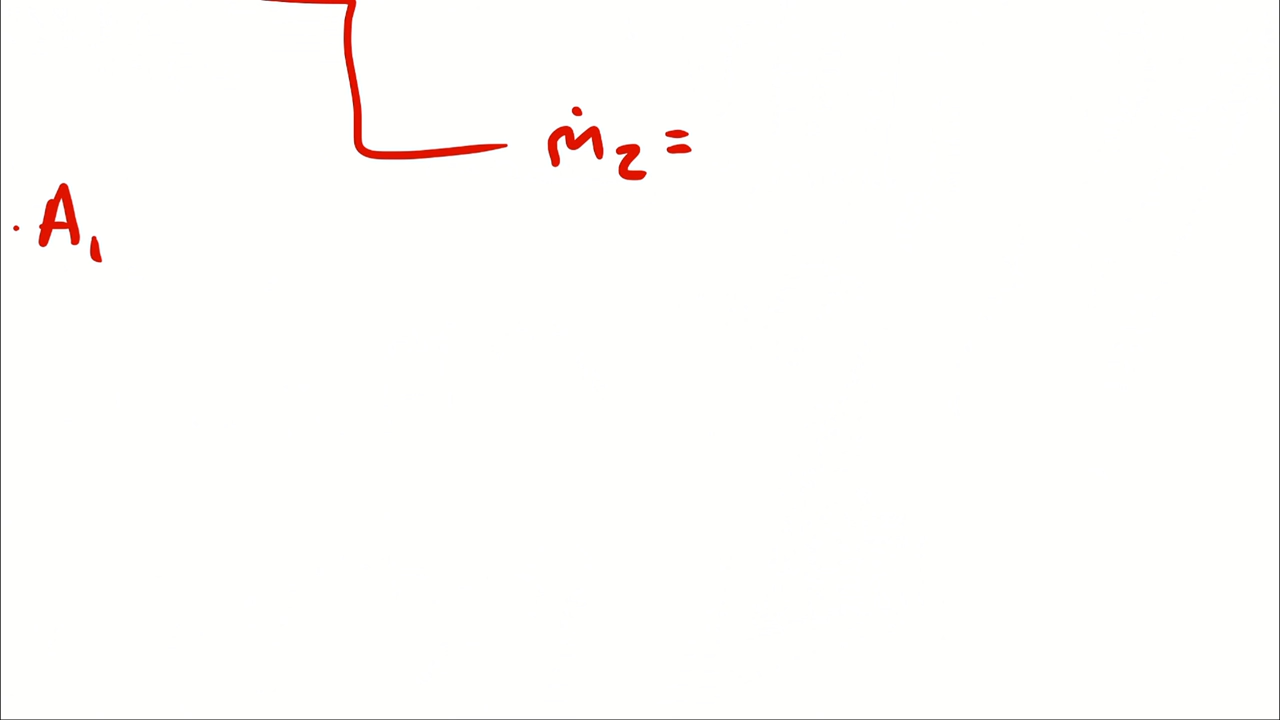 ṁ₂ =
· A₁